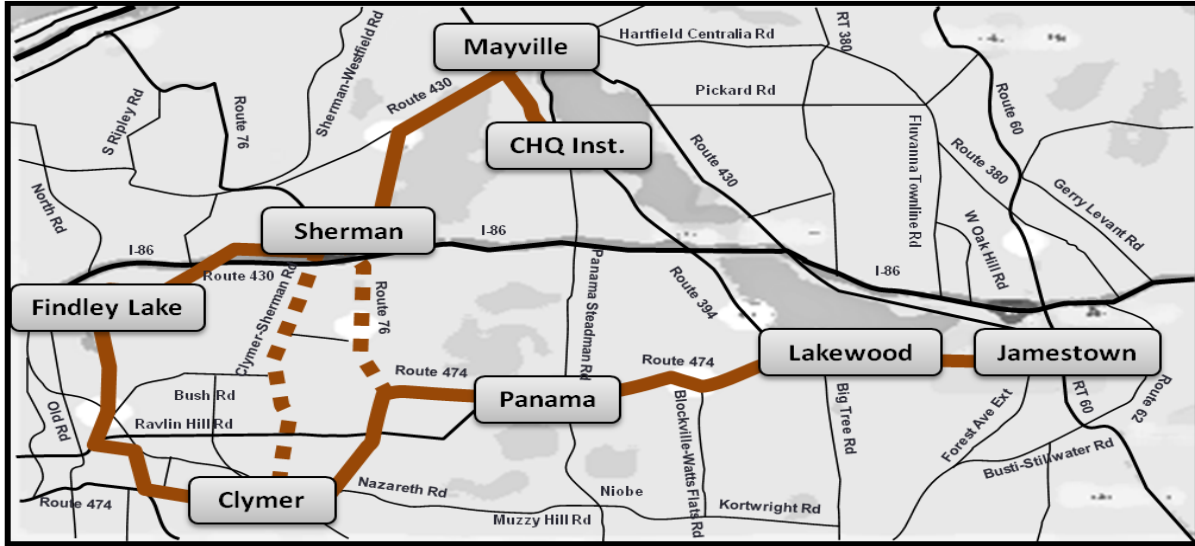 Mayville
Hartfield Centralia Rd
RT 380
Sherman-Westfield Rd
Route 430
Pickard Rd
Route 60
S Ripley Rd
Route 76
CHQ Inst.
Fluvanna Townline Rd
Route 430
Route 380
North Rd
Gerry Levant Rd
Sherman
W Oak Hill Rd
I-86
I-86
I-86
Route 430
Findley Lake
Clymer-Sherman Rd
Route 76
Panama Steadman Rd
Route 394
Route 474
Route 474
Lakewood
Jamestown
Bush Rd
Panama
Old Rd
Ravlin Hill Rd
Blockville-Watts Flats Rd
Big Tree Rd
Forest Ave Ext
RT 60
Route 62
Busti-Stillwater Rd
Route 474
Clymer
Nazareth Rd
Niobe
Muzzy Hill Rd
Kortwright Rd